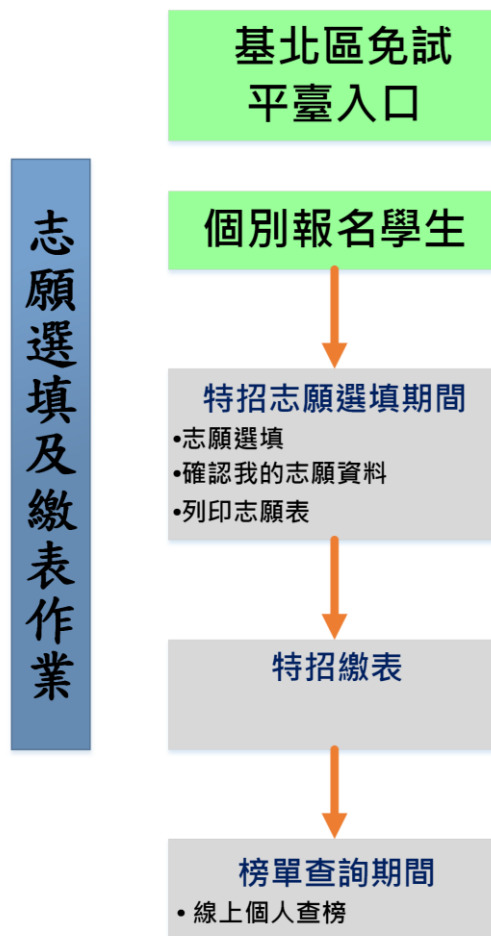 基北區免試
平臺入口
志願選填及繳表作業
個別報名學生
特招志願選填期間
•志願選填
•確認我的志願資料
•列印志願表
特招繳表
榜單查詢期間
• 線上個人查榜